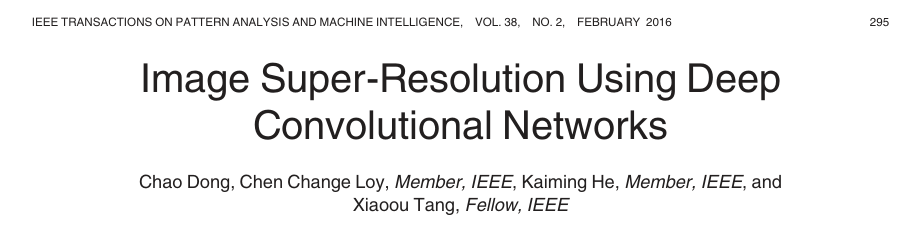 IEEE TRANSACTIONS ON PATTERN ANALYSIS AND MACHINE INTELLIGENCE, VOL. 38, NO. 2, FEBRUARY 2016 295
Image Super-Resolution Using Deep
Convolutional Networks
Chao Dong, Chen Change Loy, Member, IEEE, Kaiming He, Member, IEEE, and
Xiaoou Tang, Fellow, IEEE